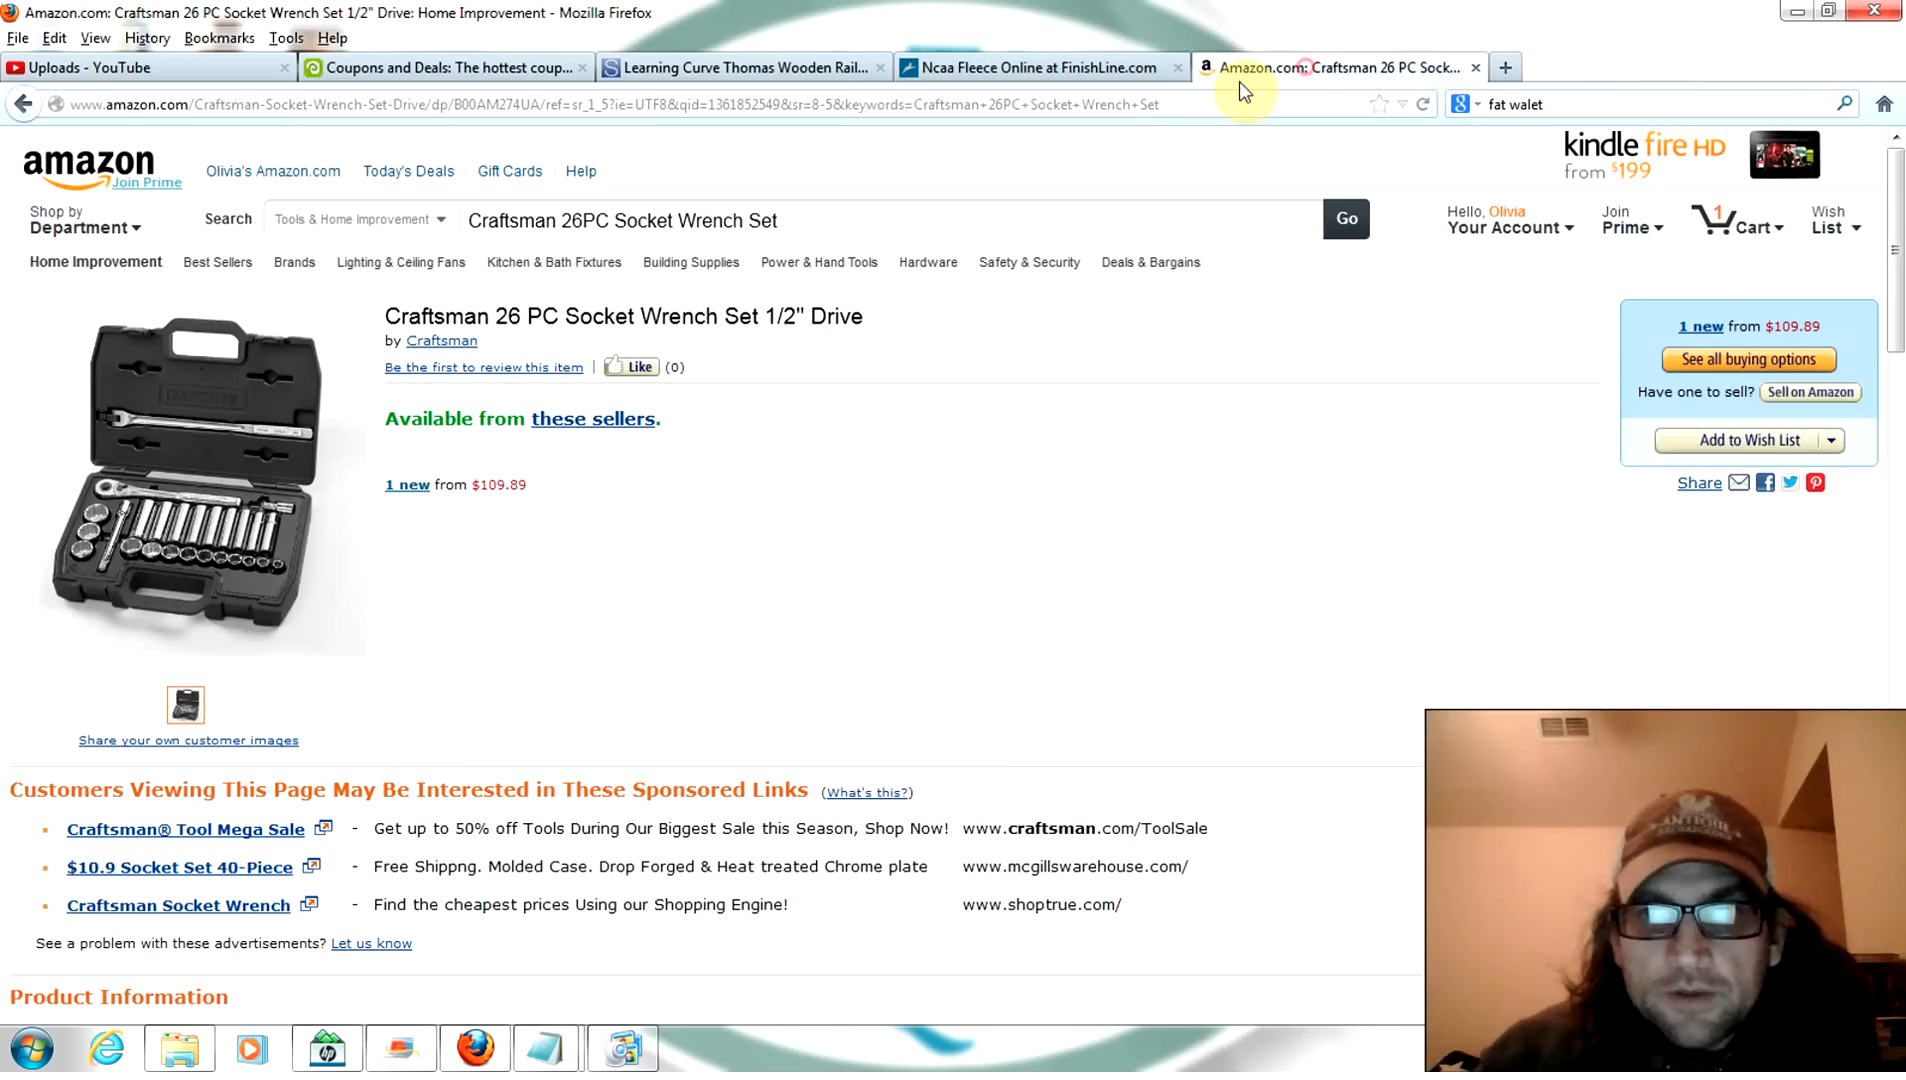 Amazon.com: Craftsman 26 PC Socket Wrench Set 1/2" Drive: Home Improvement - Mozilla Firefox
File Edit View History Bookmarks Tools Help
Uploads - YouTube
Coupons and Deals: The hottest coup...
Learning Curve Thomas Wooden Rail...
Ncaa Fleece Online at FinishLine.com
Amazon.com: Craftsman 26 PC Sock...
www.amazon.com/Craftsman-Socket-Wrench-Set-Drive/dp/B00AM274UA/ref=sr_1_5?ie=UTF8&qid=1361852549&sr=8-5&keywords=Craftsman+26PC+Socket+Wrench+Set
fat walet
amazon
Join Prime
Olivia's Amazon.com Today's Deals Gift Cards Help
kindle fire HD
from $199
Shop by
Department
Search
Tools & Home Improvement
Craftsman 26PC Socket Wrench Set
Go
Hello, Olivia
Your Account
Join
Prime
1
Cart
Wish
List
Home Improvement Best Sellers Brands Lighting & Ceiling Fans Kitchen & Bath Fixtures Building Supplies Power & Hand Tools Hardware Safety & Security Deals & Bargains
Craftsman 26 PC Socket Wrench Set 1/2" Drive
by Craftsman
Be the first to review this item | Like (0)
Available from these sellers.
1 new from $109.89
1 new from $109.89
See all buying options
Have one to sell? Sell on Amazon
Add to Wish List
Share
CRAFTSMAN
Share your own customer images
Customers Viewing This Page May Be Interested in These Sponsored Links (What's this?)
Craftsman® Tool Mega Sale - Get up to 50% off Tools During Our Biggest Sale this Season, Shop Now! www.craftsman.com/ToolSale
$10.9 Socket Set 40-Piece - Free Shippng. Molded Case. Drop Forged & Heat treated Chrome plate www.mcgillswarehouse.com/
Craftsman Socket Wrench - Find the cheapest prices Using our Shopping Engine! www.shoptrue.com/
See a problem with these advertisements? Let us know
Product Information
ANTIQUE
hp